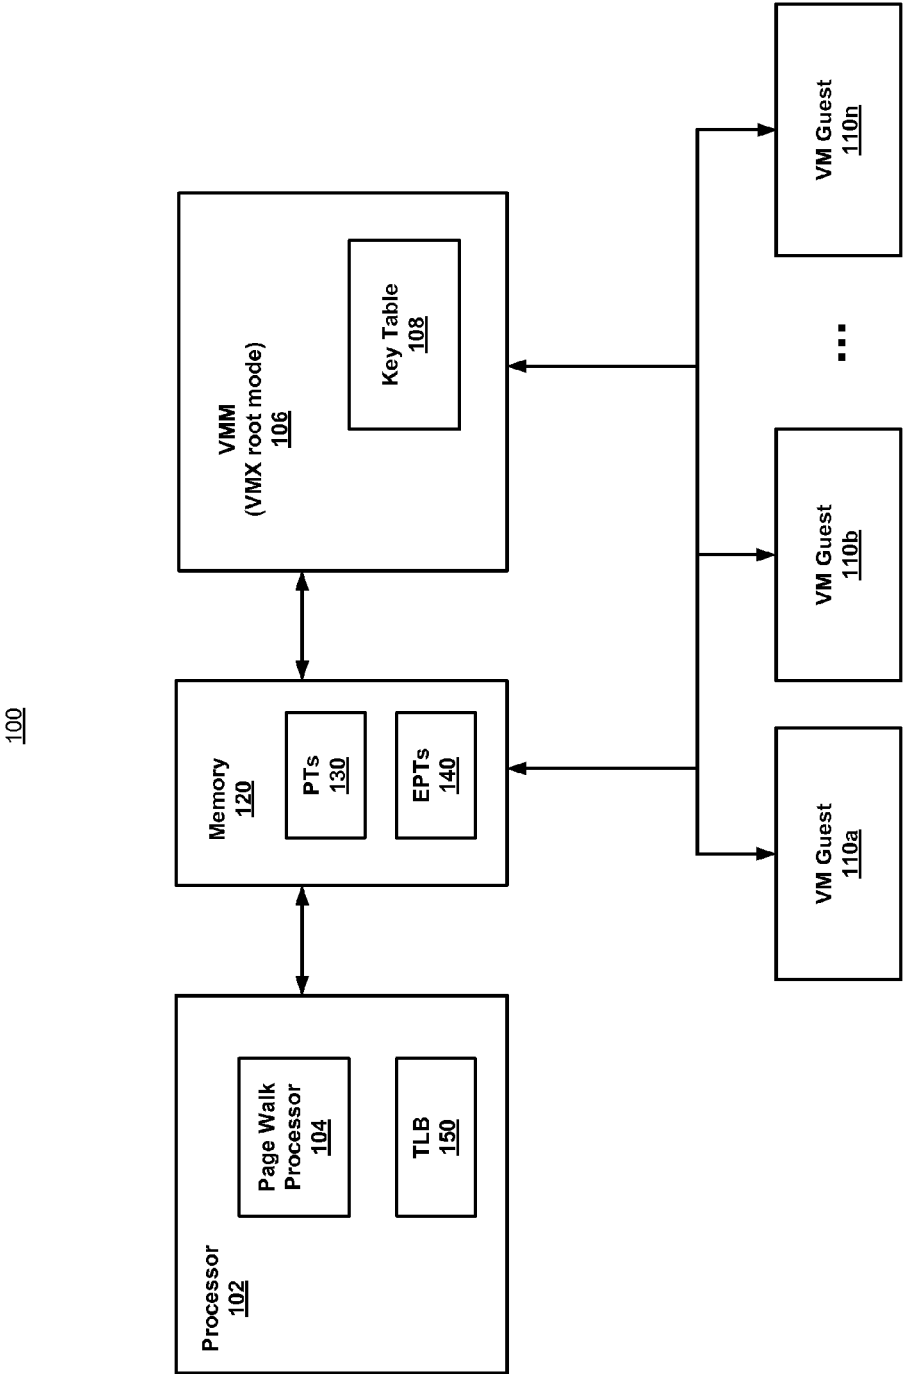 100
Processor
102
Page Walk
Processor
104
TLB
150
Memory
120
PTs
130
EPTs
140
VMM
(VMX root mode)
106
Key Table
108
VM Guest
110a
VM Guest
110b
...
VM Guest
110n